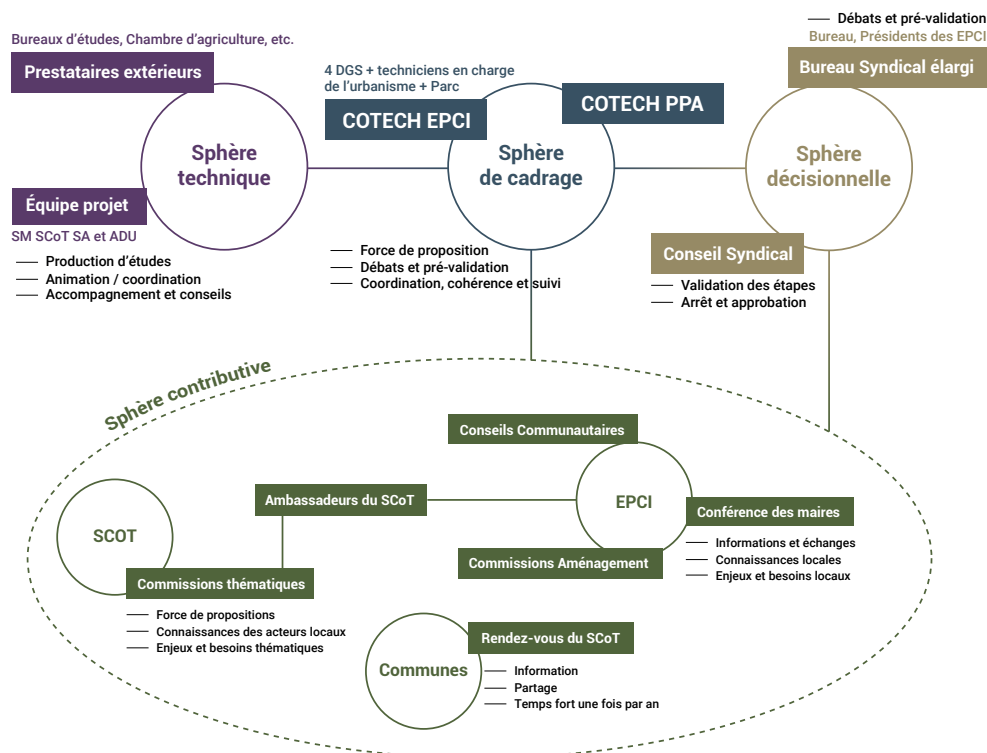 Bureaux d'études, Chambre d'agriculture, etc.
Prestataires extérieurs
Sphère
technique
Équipe projet
SM SCoT SA et ADU
Production d'études
Animation / coordination
Accompagnement et conseils
4 DGS + techniciens en charge
de l'urbanisme + Parc
COTECH EPCI
COTECH PPA
Sphère
de cadrage
Force de proposition
Débats et pré-validation
Coordination, cohérence et suivi
Débats et pré-validation
Bureau, Présidents des EPCI
Bureau Syndical élargi
Sphère
décisionnelle
Conseil Syndical
Validation des étapes
Arrêt et approbation
Sphère contributive
SCOT
Ambassadeurs du SCoT
Commissions thématiques
Force de propositions
Connaissances des acteurs locaux
Enjeux et besoins thématiques
Conseils Communautaires
EPCI
Conférence des maires
Informations et échanges
Connaissances locales
Enjeux et besoins locaux
Commissions Aménagement
Communes
Rendez-vous du SCoT
Information
Partage
Temps fort une fois par an